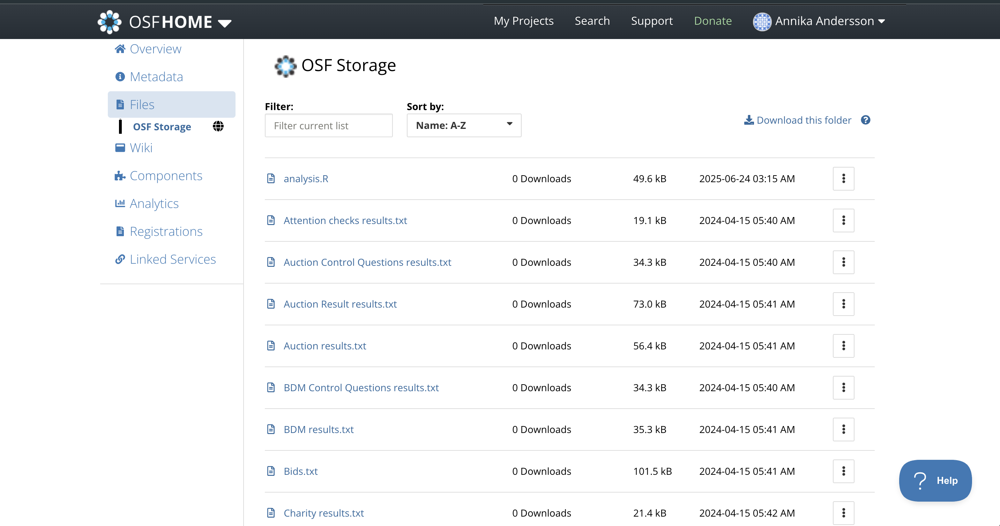 OSFHOME My Projects Search Support Donate Annika Andersson
Overview
Metadata
Files
OSF Storage
Wiki
Components
Analytics
Registrations
Linked Services
OSF Storage
Filter: Sort by:
Filter current list Name: A-Z Download this folder
analysis.R 0 Downloads 49.6 kB 2025-06-24 03:15 AM
Attention checks results.txt 0 Downloads 19.1 kB 2024-04-15 05:40 AM
Auction Control Questions results.txt 0 Downloads 34.3 kB 2024-04-15 05:40 AM
Auction Result results.txt 0 Downloads 73.0 kB 2024-04-15 05:41 AM
Auction results.txt 0 Downloads 56.4 kB 2024-04-15 05:41 AM
BDM Control Questions results.txt 0 Downloads 34.3 kB 2024-04-15 05:40 AM
BDM results.txt 0 Downloads 35.3 kB 2024-04-15 05:41 AM
Bids.txt 0 Downloads 101.5 kB 2024-04-15 05:41 AM
Charity results.txt 0 Downloads 21.4 kB 2024-04-15 05:42 AM
? Help